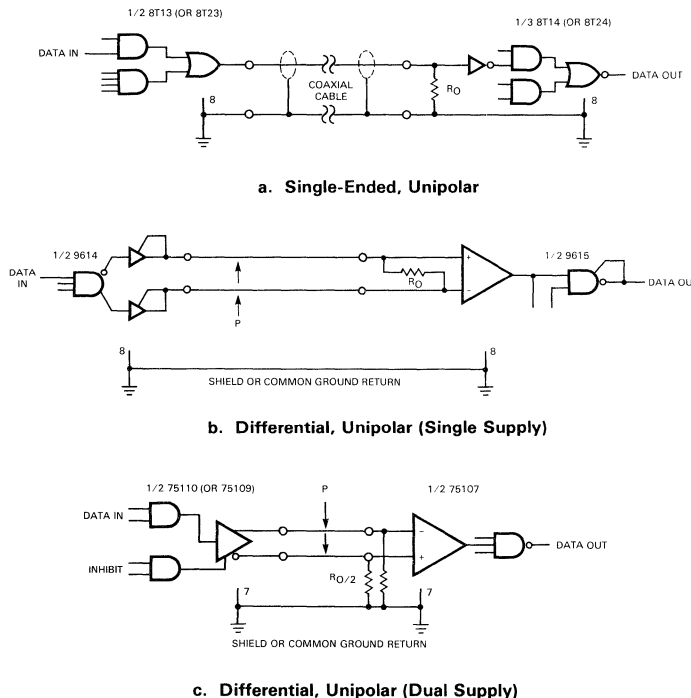 1/2 8T13 (OR 8T23)
1/3 8T14 (OR 8T24)
DATA IN
DATA OUT
COAXIAL
CABLE
RO
8
8
a. Single-Ended, Unipolar
1/2 9614
1/2 9615
DATA
IN
+
−
RO
DATA OU
P
8
8
SHIELD OR COMMON GROUND RETURN
b. Differential, Unipolar (Single Supply)
1/2 75110 (OR 75109)
P
1/2 75107
DATA IN
−
+
DATA OUT
INHIBIT
RO/2
7
7
SHIELD OR COMMON GROUND RETURN
c. Differential, Unipolar (Dual Supply)